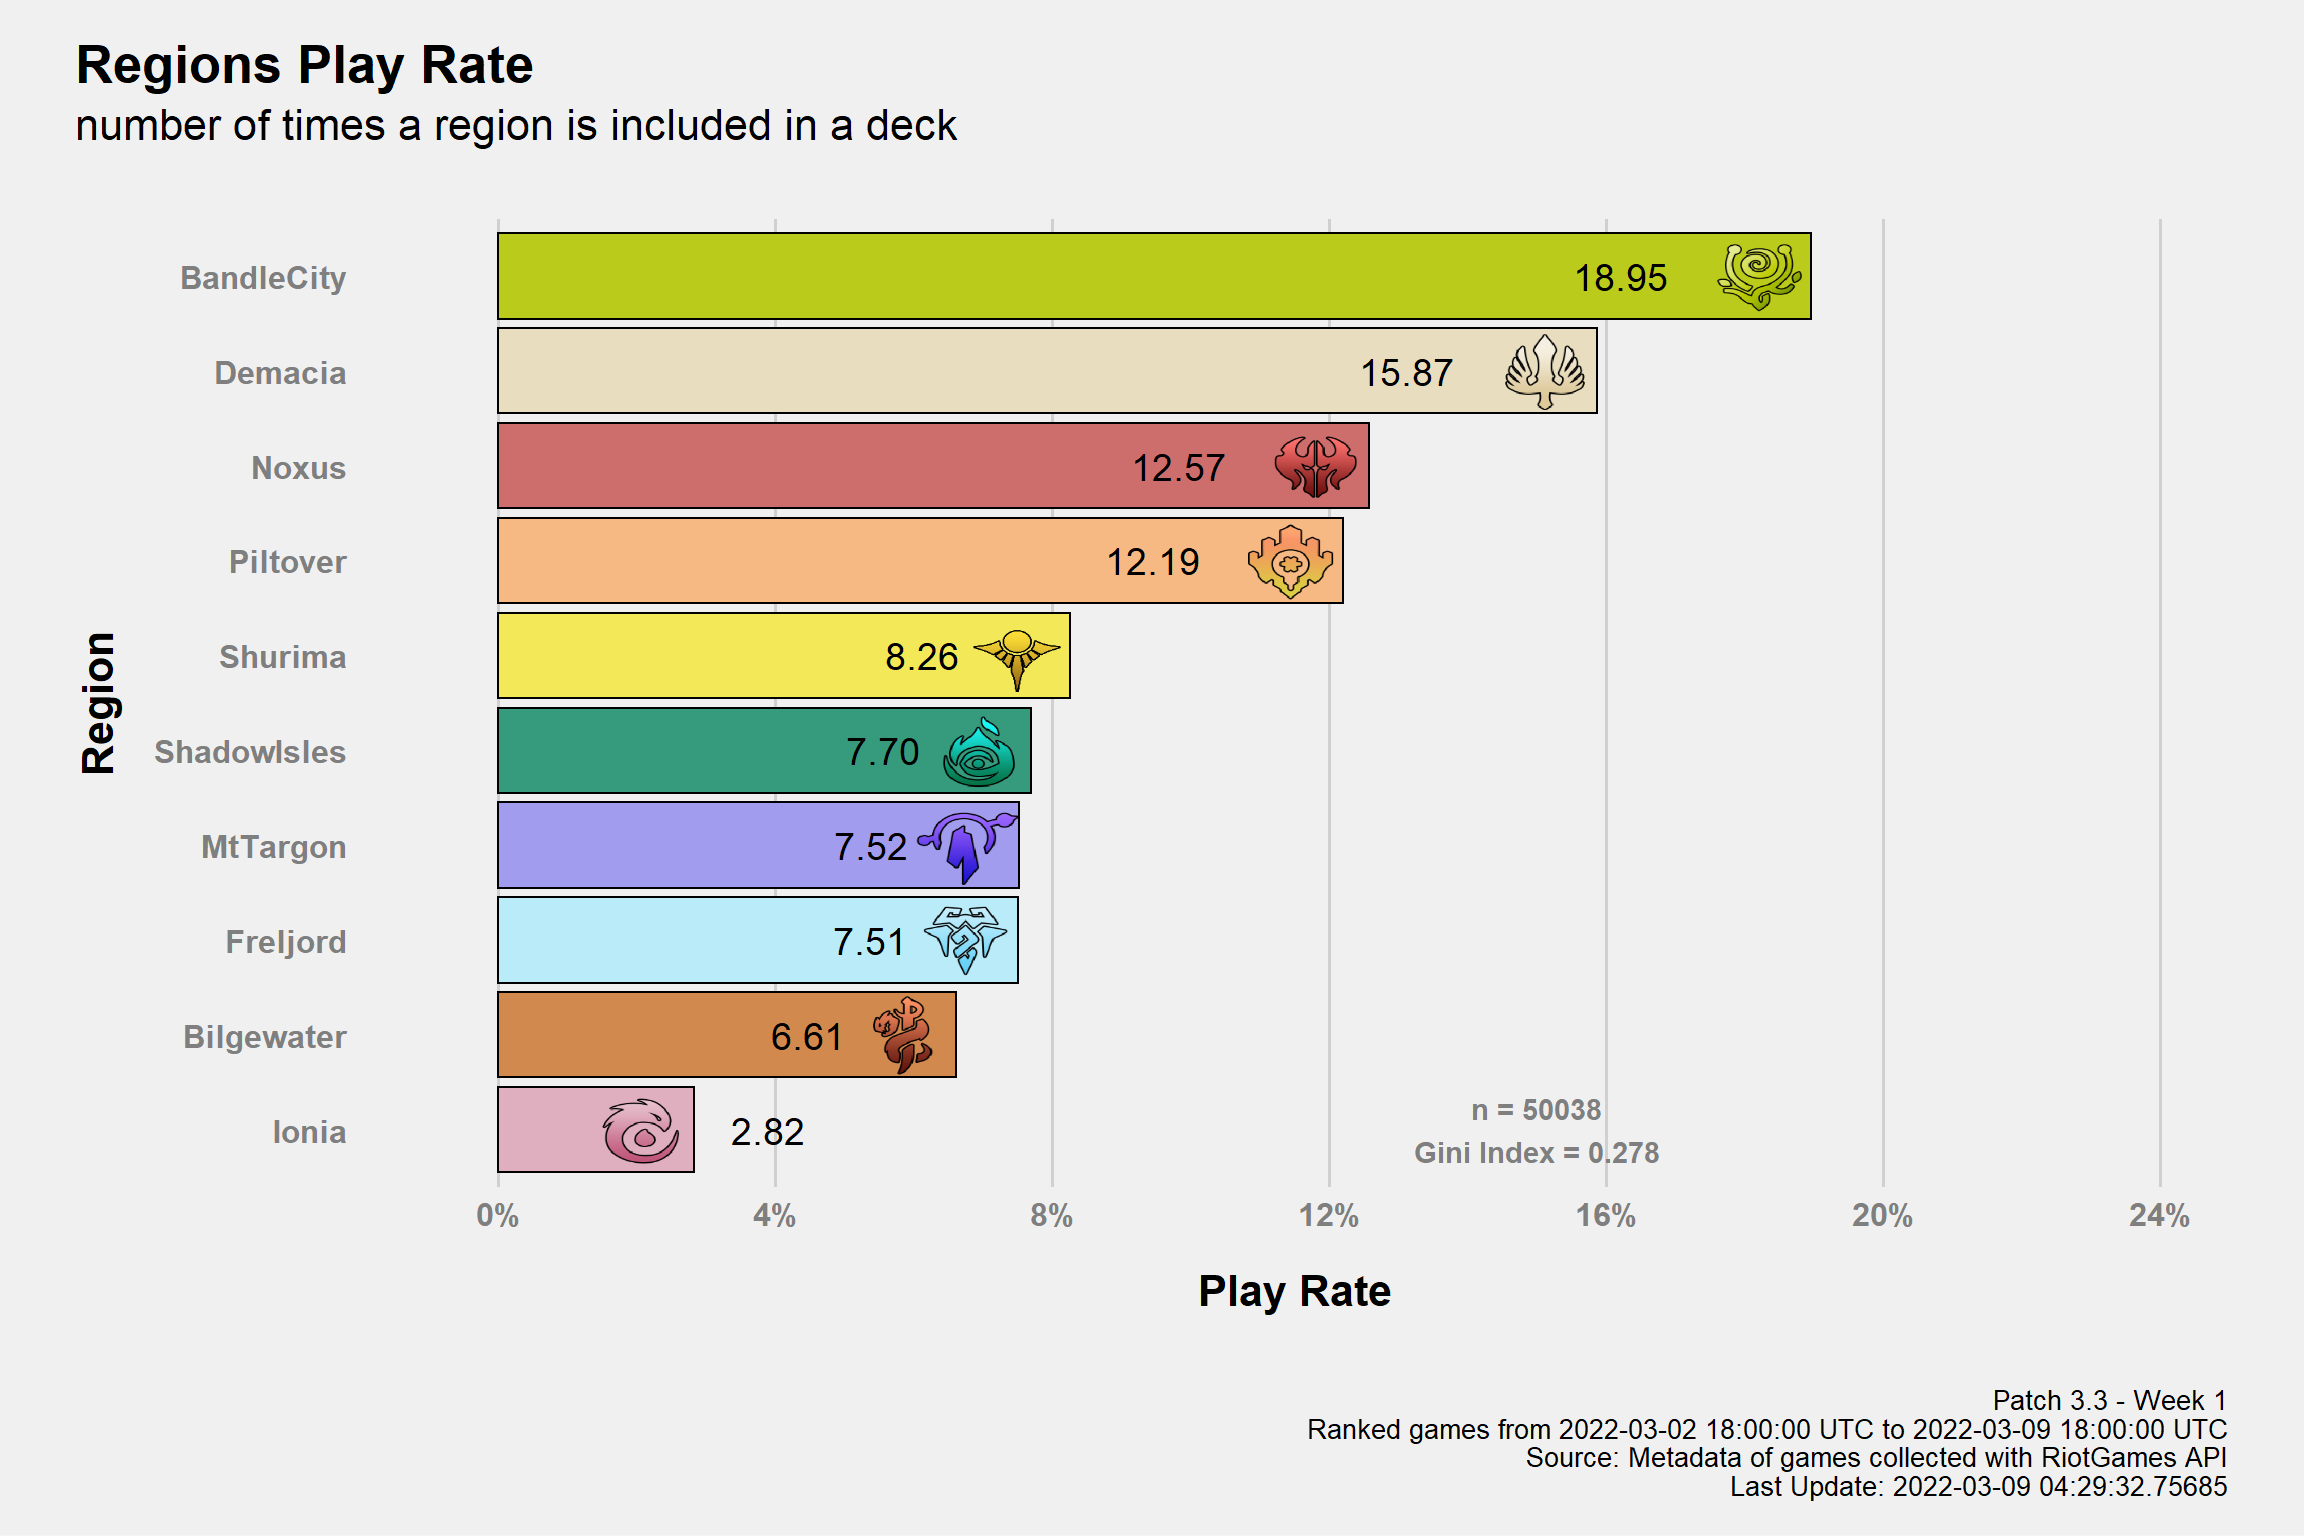 Regions Play Rate
number of times a region is included in a deck
Region
BandleCity 18.95
Demacia 15.87
Noxus 12.57
Piltover 12.19
Shurima 8.26
ShadowIsles 7.70
MtTargon 7.52
Freljord 7.51
Bilgewater 6.61
Ionia 2.82
n = 50038
Gini Index = 0.278
0% 4% 8% 12% 16% 20% 24%
Play Rate
Patch 3.3 - Week 1
Ranked games from 2022-03-02 18:00:00 UTC to 2022-03-09 18:00:00 UTC
Source: Metadata of games collected with RiotGames API
Last Update: 2022-03-09 04:29:32.75685